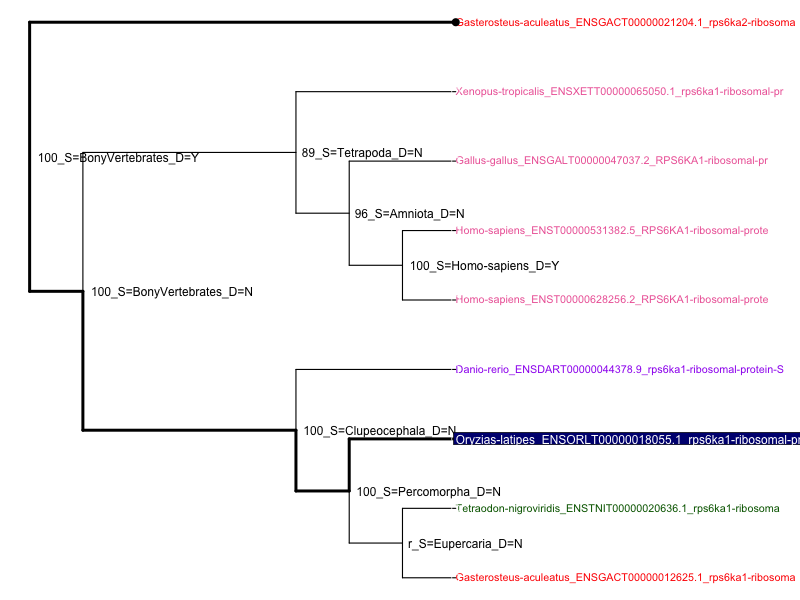 Gasterosteus-aculeatus_ENSGACT00000021204.1_rps6ka2-ribosoma
Xenopus-tropicalis_ENSXETT00000065050.1_rps6ka1-ribosomal-pr
100_S=BonyVertebrates_D=Y
89_S=Tetrapoda_D=N
Gallus-gallus_ENSGALT00000047037.2_RPS6KA1-ribosomal-pr
96_S=Amniota_D=N
Homo-sapiens_ENST00000531382.5_RPS6KA1-ribosomal-prote
100_S=Homo-sapiens_D=Y
100_S=BonyVertebrates_D=N
Homo-sapiens_ENST00000628256.2_RPS6KA1-ribosomal-prote
Danio-rerio_ENSDART00000044378.9_rps6ka1-ribosomal-protein-S
100_S=Clupeocephala_D=N
Oryzias-latipes_ENSORLT00000018055.1_rps6ka1-ribosomal-pr
100_S=Percomorpha_D=N
Tetraodon-nigroviridis_ENSTNIT00000020636.1_rps6ka1-ribosoma
r_S=Eupercaria_D=N
Gasterosteus-aculeatus_ENSGACT00000012625.1_rps6ka1-ribosoma